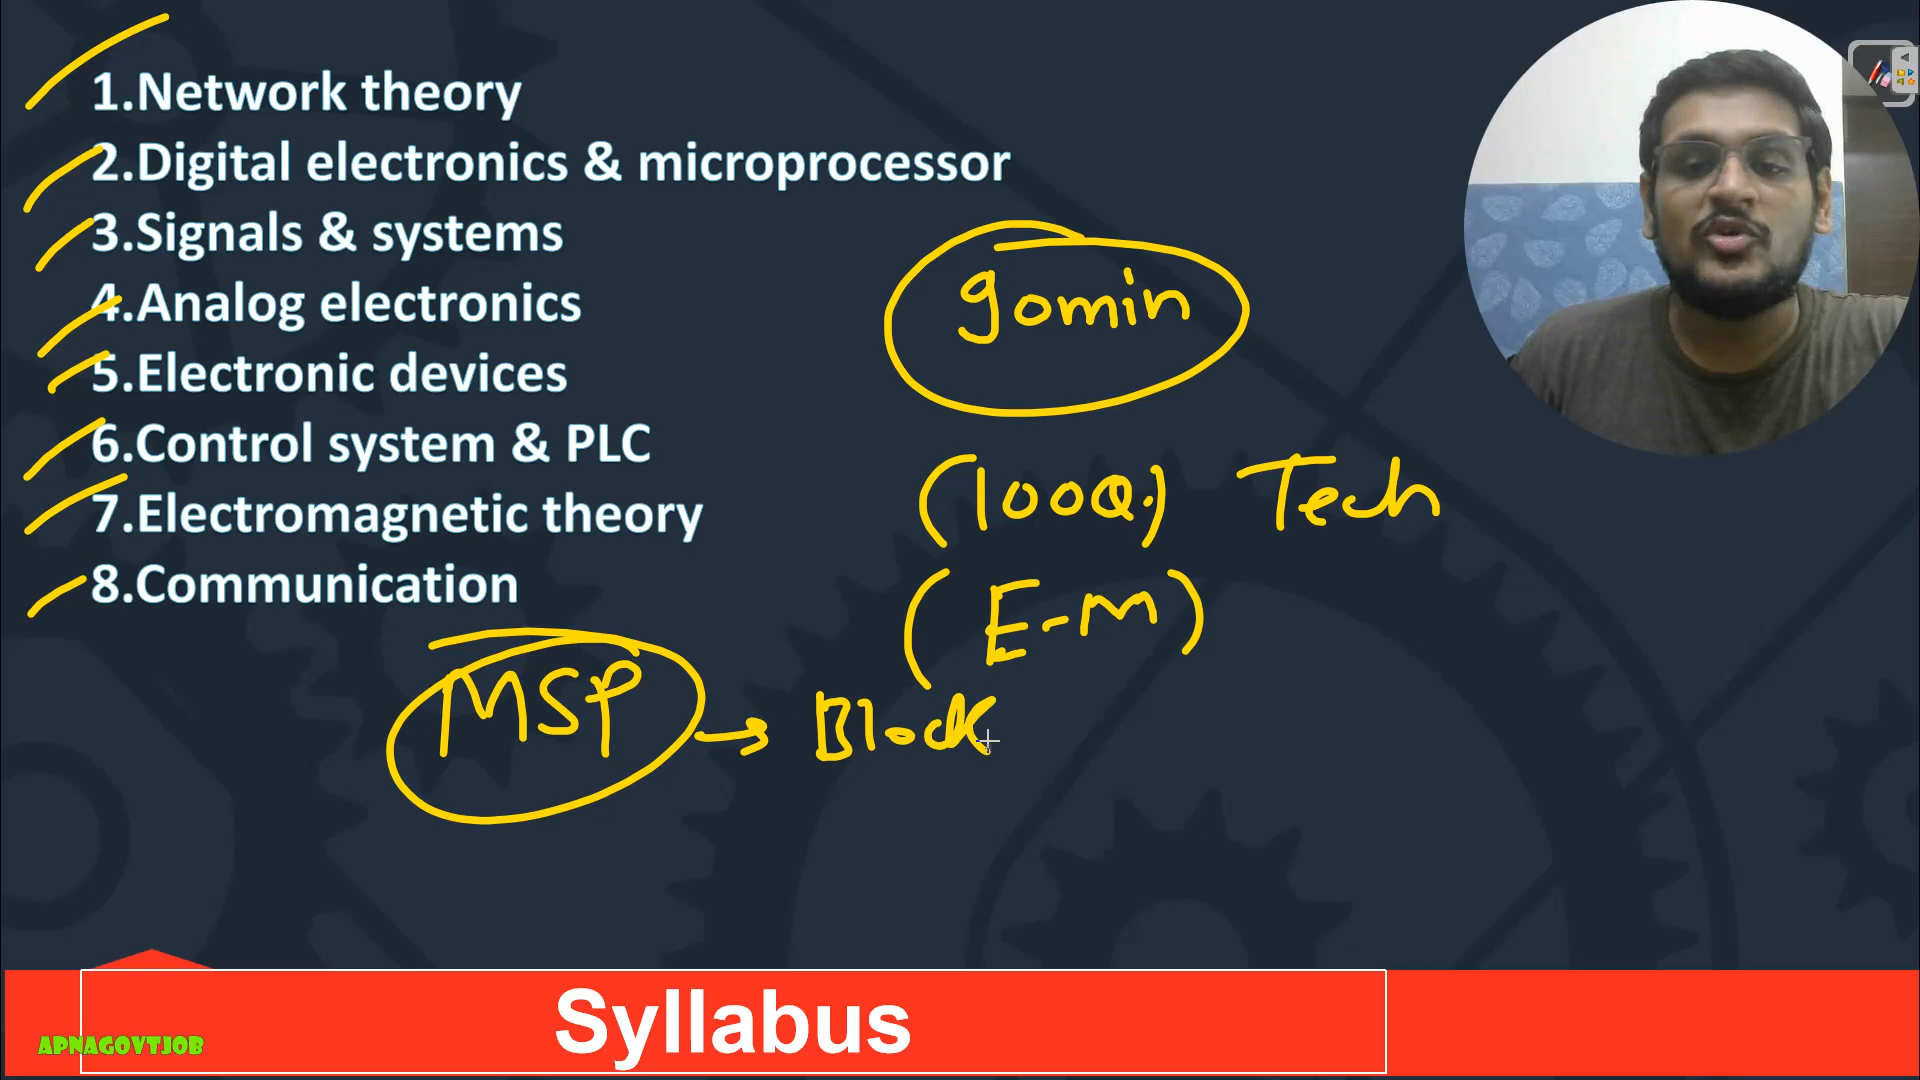 1.Network theory
2.Digital electronics & microprocessor
3.Signals & systems
4.Analog electronics
5.Electronic devices
6.Control system & PLC
7.Electromagnetic theory
8.Communication
90min
(100Q.) Tech
(E-M)
MSP → Block
Syllabus
APNAGOVTJOB